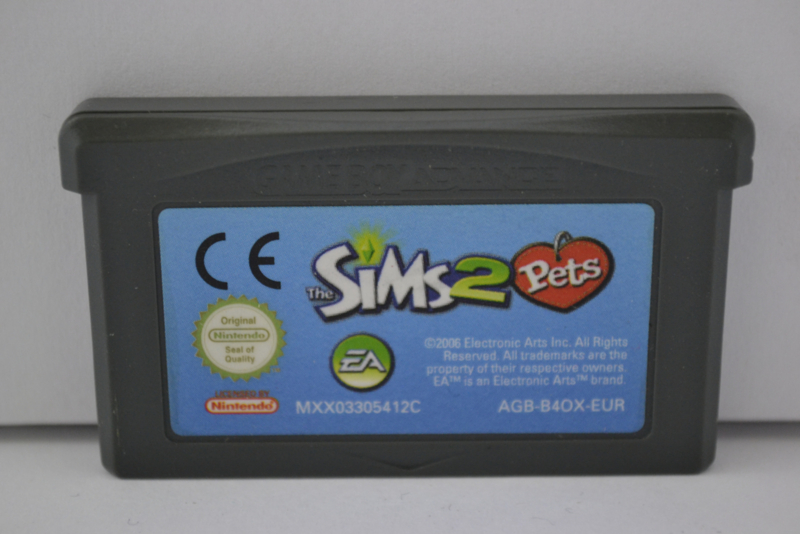 GAME BOY ADVANCE
CE
The SiMS 2 Pets
Original
Nintendo
Seal of
Quality
EA
©2006 Electronic Arts Inc. All Rights
Reserved. All trademarks are the
property of their respective owners.
EA™ is an Electronic Arts™ brand.
LICENSED BY
Nintendo
MXX03305412C
AGB-B4OX-EUR